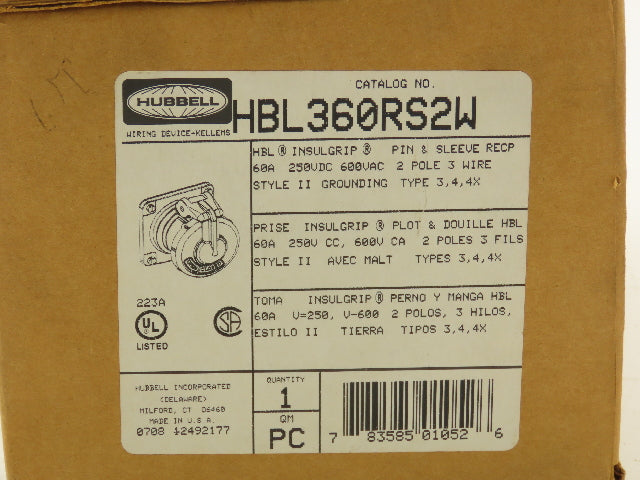 HUBBELL
WIRING DEVICE-KELLEMS
CATALOG NO.
HBL360RS2W
HBL® INSULGRIP® PIN & SLEEVE RECP
60A 250VDC 600VAC 2 POLE 3 WIRE
STYLE II GROUNDING TYPE 3,4,4X
PRISE INSULGRIP® PLOT & DOUILLE HBL
60A 250V CC, 600V CA 2 POLES 3 FILS
STYLE II AVEC MALT TYPES 3,4,4X
TOMA INSULGRIP® PERNO Y MANGA HBL
60A V=250, V~600 2 POLOS, 3 HILOS,
ESTILO II TIERRA TIPOS 3,4,4X
223A
UL
LISTED
SA
HUBBELL INCORPORATED
(DELAWARE)
MILFORD, CT 06460
MADE IN U.S.A.
0708 12492177
QUANTITY
1
QM
PC
7 83585 01052 6